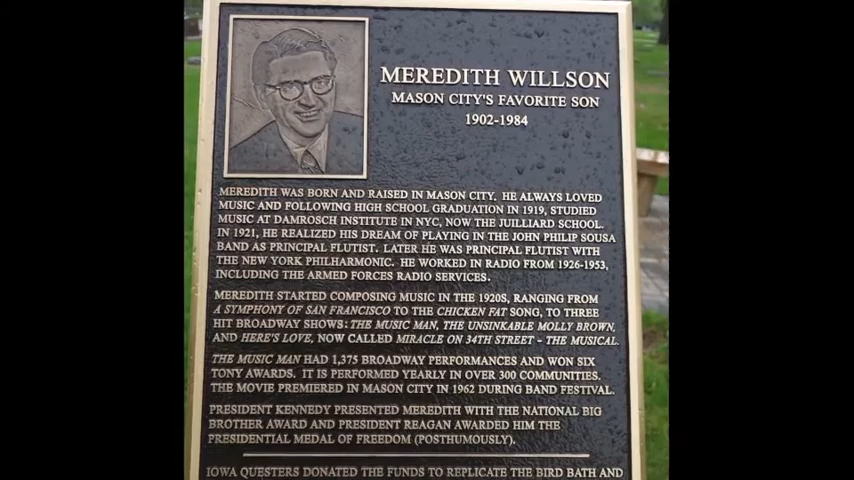 MEREDITH WILLSON
MASON CITY'S FAVORITE SON
1902-1984
MEREDITH WAS BORN AND RAISED IN MASON CITY. HE ALWAYS LOVED
MUSIC AND FOLLOWING HIGH SCHOOL GRADUATION IN 1919, STUDIED
MUSIC AT DAMROSCH INSTITUTE IN NYC, NOW THE JUILLIARD SCHOOL.
IN 1921, HE REALIZED HIS DREAM OF PLAYING IN THE JOHN PHILIP SOUSA
BAND AS PRINCIPAL FLUTIST. LATER HE WAS PRINCIPAL FLUTIST WITH
THE NEW YORK PHILHARMONIC. HE WORKED IN RADIO FROM 1926-1953,
INCLUDING THE ARMED FORCES RADIO SERVICES.
MEREDITH STARTED COMPOSING MUSIC IN THE 1920S, RANGING FROM
A SYMPHONY OF SAN FRANCISCO TO THE CHICKEN FAT SONG, TO THREE
HIT BROADWAY SHOWS: THE MUSIC MAN, THE UNSINKABLE MOLLY BROWN,
AND HERE'S LOVE, NOW CALLED MIRACLE ON 34TH STREET - THE MUSICAL.
THE MUSIC MAN HAD 1,375 BROADWAY PERFORMANCES AND WON SIX
TONY AWARDS. IT IS PERFORMED YEARLY IN OVER 300 COMMUNITIES.
THE MOVIE PREMIERED IN MASON CITY IN 1962 DURING BAND FESTIVAL.
PRESIDENT KENNEDY PRESENTED MEREDITH WITH THE NATIONAL BIG
BROTHER AWARD AND PRESIDENT REAGAN AWARDED HIM THE
PRESIDENTIAL MEDAL OF FREEDOM (POSTHUMOUSLY).
IOWA QUESTERS DONATED THE FUNDS TO REPLICATE THE BIRD BATH AND